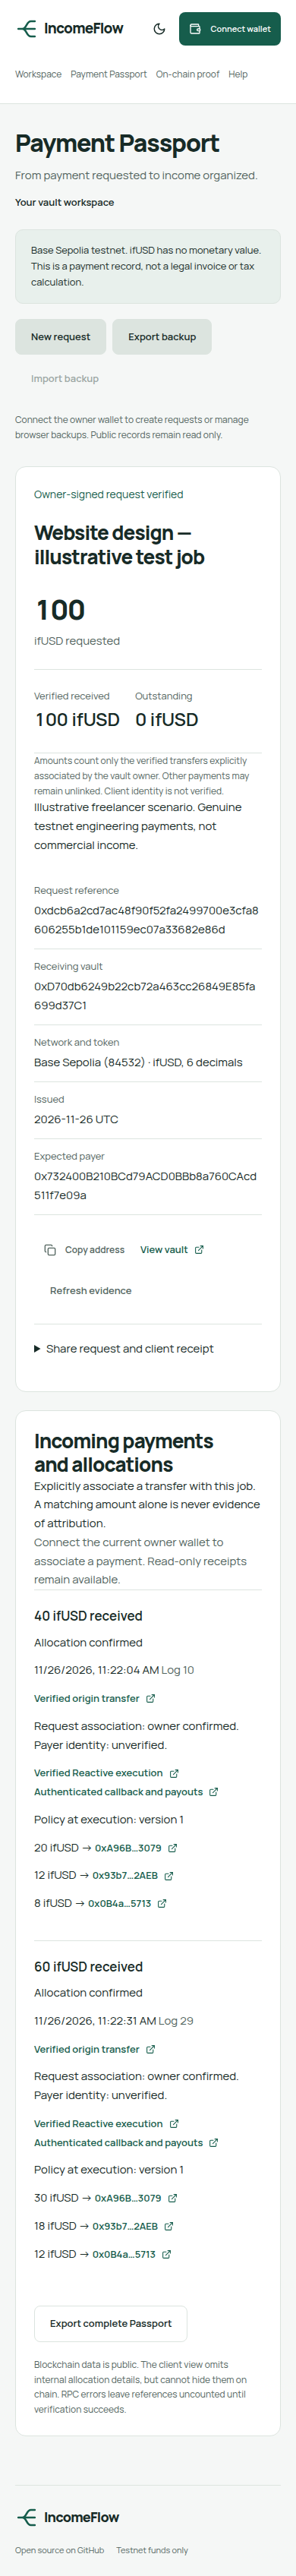 IncomeFlow
Connect wallet
Workspace Payment Passport On-chain proof Help
Payment Passport
From payment requested to income organized.
Your vault workspace
Base Sepolia testnet. ifUSD has no monetary value.
This is a payment record, not a legal invoice or tax
calculation.
New request Export backup
Import backup
Connect the owner wallet to create requests or manage
browser backups. Public records remain read only.
Owner-signed request verified
Website design —
illustrative test job
100
ifUSD requested
Verified received Outstanding
100 ifUSD 0 ifUSD
Amounts count only the verified transfers explicitly
associated by the vault owner. Other payments may
remain unlinked. Client identity is not verified.
Illustrative freelancer scenario. Genuine
testnet engineering payments, not
commercial income.
Request reference
0xdcb6a2cd7ac48f90f52fa2499700e3cfa8
606255b1de101159ec07a33682e86d
Receiving vault
0xD70db6249b22cb72a463cc26849E85fa
699d37C1
Network and token
Base Sepolia (84532) · ifUSD, 6 decimals
Issued
2026-11-26 UTC
Expected payer
0x732400B210BCd79ACD0BBb8a760CAcd
511f7e09a
Copy address View vault
Refresh evidence
Share request and client receipt
Incoming payments
and allocations
Explicitly associate a transfer with this job.
A matching amount alone is never evidence
of attribution.
Connect the current owner wallet to
associate a payment. Read-only receipts
remain available.
40 ifUSD received
Allocation confirmed
11/26/2026, 11:22:04 AM Log 10
Verified origin transfer
Request association: owner confirmed.
Payer identity: unverified.
Verified Reactive execution
Authenticated callback and payouts
Policy at execution: version 1
20 ifUSD → 0xA96B…3079
12 ifUSD → 0x93b7…2AEB
8 ifUSD → 0x0B4a…5713
60 ifUSD received
Allocation confirmed
11/26/2026, 11:22:31 AM Log 29
Verified origin transfer
Request association: owner confirmed.
Payer identity: unverified.
Verified Reactive execution
Authenticated callback and payouts
Policy at execution: version 1
30 ifUSD → 0xA96B…3079
18 ifUSD → 0x93b7…2AEB
12 ifUSD → 0x0B4a…5713
Export complete Passport
Blockchain data is public. The client view omits
internal allocation details, but cannot hide them on
chain. RPC errors leave references uncounted until
verification succeeds.
IncomeFlow
Open source on GitHub Testnet funds only